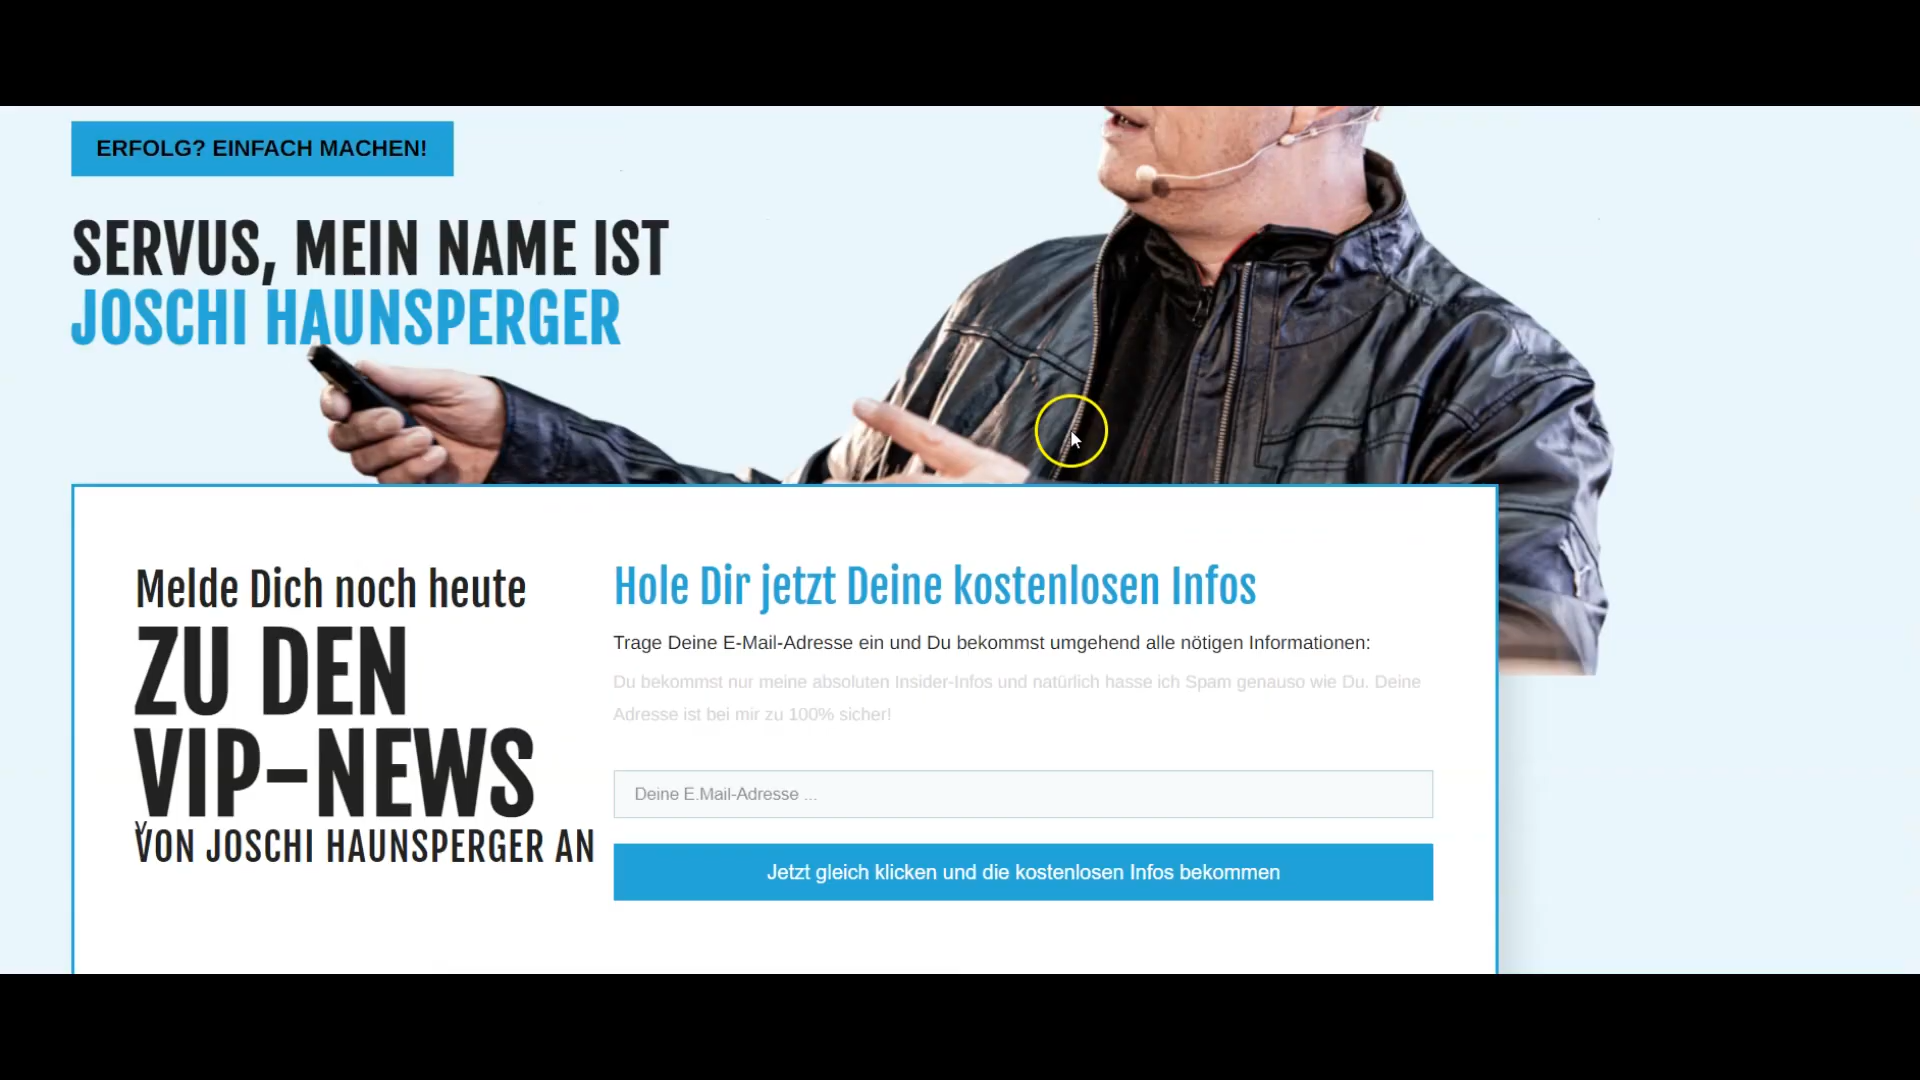 ERFOLG? EINFACH MACHEN!
SERVUS, MEIN NAME IST
JOSCHI HAUNSPERGER
Melde Dich noch heute
ZU DEN
VIP-NEWS
v
VON JOSCHI HAUNSPERGER AN
Hole Dir jetzt Deine kostenlosen Infos
Trage Deine E-Mail-Adresse ein und Du bekommst umgehend alle nötigen Informationen:
Du bekommst nur meine absoluten Insider-Infos und natürlich hasse ich Spam genauso wie Du. Deine
Adresse ist bei mir zu 100% sicher!
Deine E.Mail-Adresse ...
Jetzt gleich klicken und die kostenlosen Infos bekommen